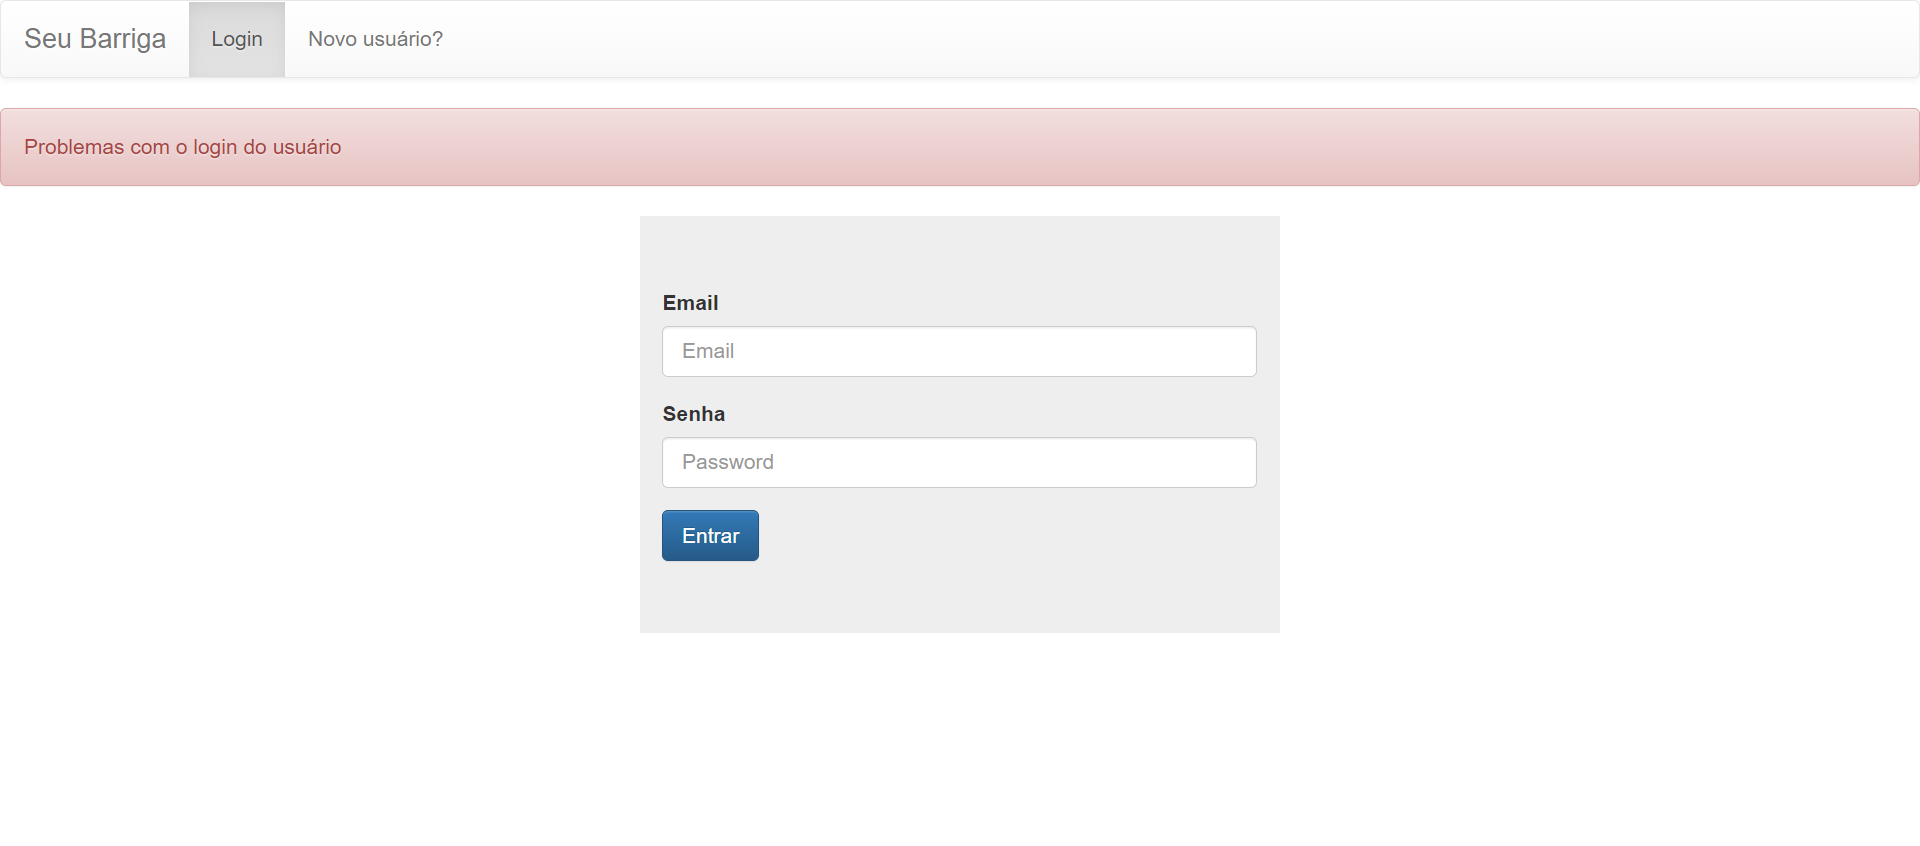 Seu Barriga Login Novo usuário?
Problemas com o login do usuário
Email
Email
Senha
Password
Entrar